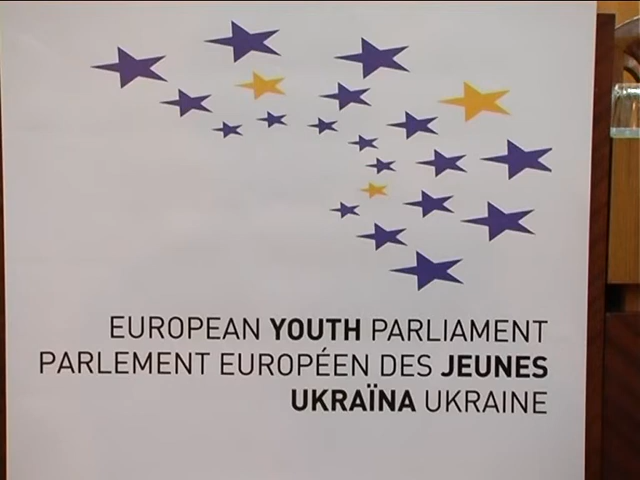 EUROPEAN YOUTH PARLIAMENT
PARLEMENT EUROPÉEN DES JEUNES
UKRAÏNA UKRAINE